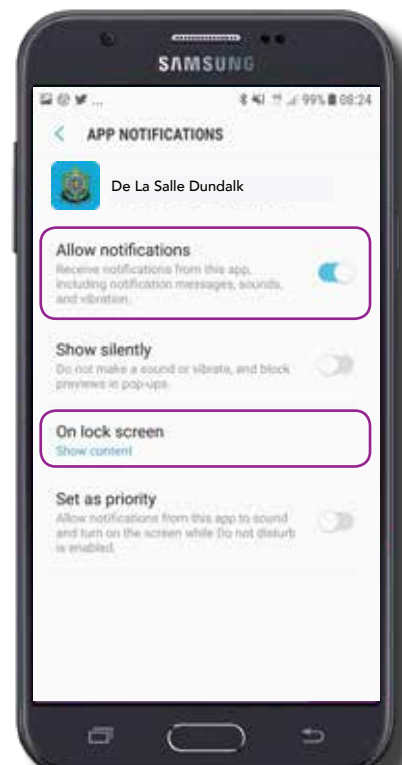 SAMSUNG
... 99% 08:24
< APP NOTIFICATIONS
De La Salle Dundalk
Allow notifications
Receive notifications from this app,
including notification messages, sounds,
and vibration.
Show silently
Do not make a sound or vibrate, and block
previews in pop-ups.
On lock screen
Show content
Set as priority
Allow notifications from this app to sound
and turn on the screen while Do not disturb
is enabled.